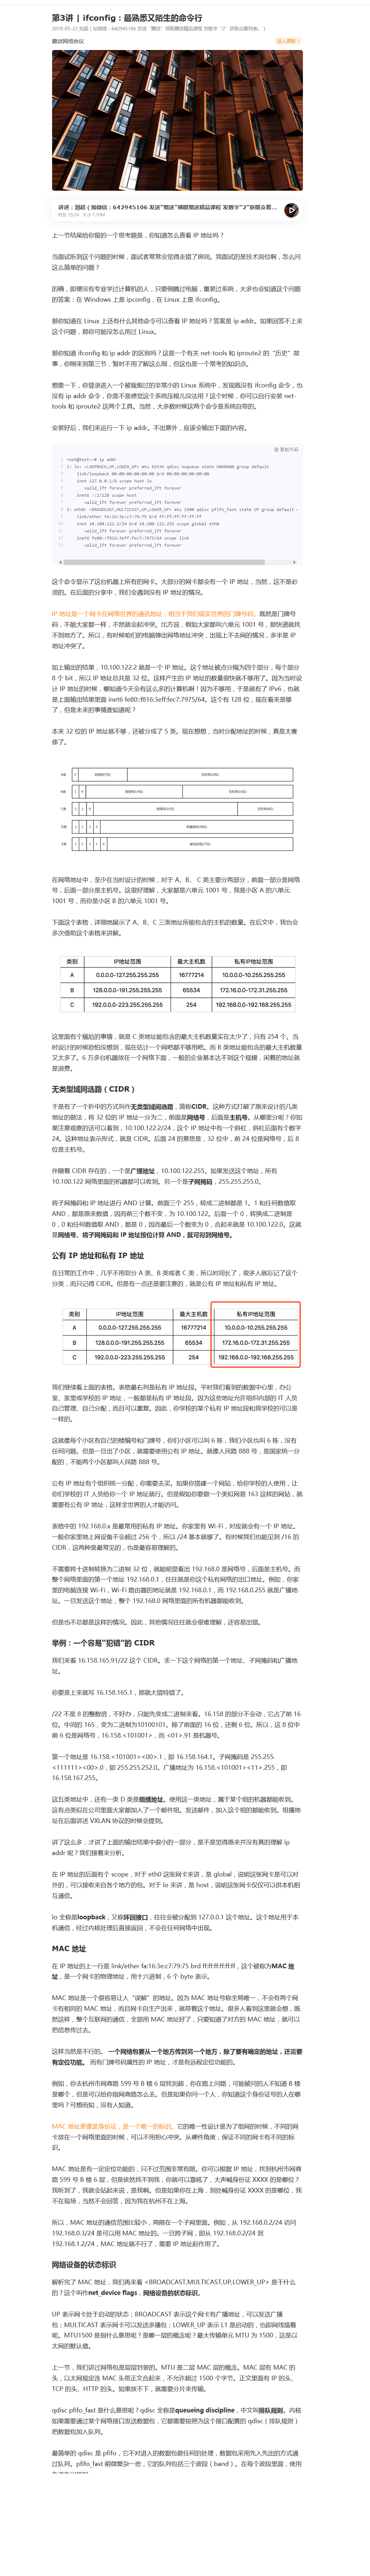 第3讲 | ifconfig：最熟悉又陌生的命令行
趣谈网络协议
进入课程 >
上一节结尾给你留的一个思考题是，你知道怎么查看 IP 地址吗？
当面试听到这个问题的时候，面试者常常会觉得走错了房间。我面试的是技术岗位啊，怎么问
这么简单的问题？
的确，即便没有专业学过计算机的人，只要倒腾过电脑，重装过系统，大多也会知道这个问题
的答案：在 Windows 上是 ipconfig，在 Linux 上是 ifconfig。
那你知道在 Linux 上还有什么其他命令可以查看 IP 地址吗？答案是 ip addr。如果回答不上来
这个问题，那你可能没怎么用过 Linux。
那你知道 ifconfig 和 ip addr 的区别吗？这是一个有关 net-tools 和 iproute2 的“历史”故
事，你刚来到第三节，暂时不用了解这么细，但这也是一个常考的知识点。
想象一下，你登录进入一个被裁剪过的非常小的 Linux 系统中，发现既没有 ifconfig 命令，也
没有 ip addr 命令，你是不是感觉这个系统压根儿没法用？这个时候，你可以自行安装 net-
tools 和 iproute2 这两个工具。当然，大多数时候这两个命令是系统自带的。
安装好后，我们来运行一下 ip addr。不出意外，应该会输出下面的内容。
复制代码
1 root@test:~# ip addr
2 1: lo: <LOOPBACK,UP,LOWER_UP> mtu 65536 qdisc noqueue state UNKNOWN group default
3 link/loopback 00:00:00:00:00:00 brd 00:00:00:00:00:00
4 inet 127.0.0.1/8 scope host lo
5 valid_lft forever preferred_lft forever
6 inet6 ::1/128 scope host
7 valid_lft forever preferred_lft forever
8 2: eth0: <BROADCAST,MULTICAST,UP,LOWER_UP> mtu 1500 qdisc pfifo_fast state UP group default
9 link/ether fa:16:3e:c7:79:75 brd ff:ff:ff:ff:ff:ff
10 inet 10.100.122.2/24 brd 10.100.122.255 scope global eth0
11 valid_lft forever preferred_lft forever
12 inet6 fe80::f816:3eff:fec7:7975/64 scope link
13 valid_lft forever preferred_lft forever
这个命令显示了这台机器上所有的网卡。大部分的网卡都会有一个 IP 地址，当然，这不是必
须的。在后面的分享中，我们会遇到没有 IP 地址的情况。
IP 地址是一个网卡在网络世界的通讯地址，相当于我们现实世界的门牌号码。既然是门牌号
码，不能大家都一样，不然就会起冲突。比方说，假如大家都叫六单元 1001 号，那快递就找
不到地方了。所以，有时候咱们的电脑弹出网络地址冲突，出现上不去网的情况，多半是 IP
地址冲突了。
如上输出的结果，10.100.122.2 就是一个 IP 地址。这个地址被点分隔为四个部分，每个部分
8 个 bit，所以 IP 地址总共是 32 位。这样产生的 IP 地址的数量很快就不够用了。因为当时设
计 IP 地址的时候，哪知道今天会有这么多的计算机啊！因为不够用，于是就有了 IPv6，也就
是上面输出结果里面 inet6 fe80::f816:3eff:fec7:7975/64。这个有 128 位，现在看来是够
了，但是未来的事情谁知道呢？
本来 32 位的 IP 地址就不够，还被分成了 5 类。现在想想，当时分配地址的时候，真是太奢
侈了。
在网络地址中，至少在当时设计的时候，对于 A、B、 C 类主要分两部分，前面一部分是网络
号，后面一部分是主机号。这很好理解，大家都是六单元 1001 号，我是小区 A 的六单元
1001 号，而你是小区 B 的六单元 1001 号。
下面这个表格，详细地展示了 A、B、C 三类地址所能包含的主机的数量。在后文中，我也会
多次借助这个表格来讲解。
类别 IP地址范围 最大主机数 私有IP地址范围
A 0.0.0.0-127.255.255.255 16777214 10.0.0.0-10.255.255.255
B 128.0.0.0-191.255.255.255 65534 172.16.0.0-172.31.255.255
C 192.0.0.0-223.255.255.255 254 192.168.0.0-192.168.255.255
这里面有个尴尬的事情，就是 C 类地址能包含的最大主机数量实在太少了，只有 254 个。当
时设计的时候恐怕没想到，现在估计一个网吧都不够用吧。而 B 类地址能包含的最大主机数量
又太多了。6 万多台机器放在一个网络下面，一般的企业基本达不到这个规模，闲着的地址就
是浪费。
无类型域间选路（CIDR）
于是有了一个折中的方式叫作无类型域间选路，简称CIDR。这种方式打破了原来设计的几类
地址的做法，将 32 位的 IP 地址一分为二，前面是网络号，后面是主机号。从哪里分呢？你如
果注意观察的话可以看到，10.100.122.2/24，这个 IP 地址中有一个斜杠，斜杠后面有个数字
24。这种地址表示形式，就是 CIDR。后面 24 的意思是，32 位中，前 24 位是网络号，后 8
位是主机号。
伴随着 CIDR 存在的，一个是广播地址，10.100.122.255。如果发送这个地址，所有
10.100.122 网络里面的机器都可以收到。另一个是子网掩码，255.255.255.0。
将子网掩码和 IP 地址进行 AND 计算。前面三个 255，转成二进制都是 1。1 和任何数值取
AND，都是原来数值，因而前三个数不变，为 10.100.122。后面一个 0，转换成二进制是
0，0 和任何数值取 AND，都是 0，因而最后一个数变为 0，合起来就是 10.100.122.0。这就
是网络号。将子网掩码和 IP 地址按位计算 AND，就可得到网络号。
公有 IP 地址和私有 IP 地址
在日常的工作中，几乎不用划分 A 类、B 类或者 C 类，所以时间长了，很多人就忘记了这个
分类，而只记得 CIDR。但是有一点还是要注意的，就是公有 IP 地址和私有 IP 地址。
类别 IP地址范围 最大主机数 私有IP地址范围
A 0.0.0.0-127.255.255.255 16777214 10.0.0.0-10.255.255.255
B 128.0.0.0-191.255.255.255 65534 172.16.0.0-172.31.255.255
C 192.0.0.0-223.255.255.255 254 192.168.0.0-192.168.255.255
我们继续看上面的表格。表格最右列是私有 IP 地址段。平时我们看到的数据中心里，办公
室、家里或学校的 IP 地址，一般都是私有 IP 地址段。因为这些地址允许组织内部的 IT 人员
自己管理、自己分配，而且可以重复。因此，你学校的某个私有 IP 地址段和我学校的可以是
一样的。
这就像每个小区有自己的楼编号和门牌号，你们小区可以叫 6 栋，我们小区也叫 6 栋，没有
任何问题。但是一旦出了小区，就需要使用公有 IP 地址。就像人民路 888 号，是国家统一分
配的，不能两个小区都叫人民路 888 号。
公有 IP 地址有个组织统一分配，你需要去买。如果你搭建一个网站，给你学校的人使用，让
你们学校的 IT 人员给你一个 IP 地址就行。但是假如你要做一个类似网易 163 这样的网站，就
需要有公有 IP 地址，这样全世界的人才能访问。
表格中的 192.168.0.x 是最常用的私有 IP 地址。你家里有 Wi-Fi，对应就会有一个 IP 地址。
一般你家里地上网设备不会超过 256 个，所以 /24 基本就够了。有时候我们也能见到 /16 的
CIDR，这两种是最常见的，也是最容易理解的。
不需要将十进制转换为二进制 32 位，就能明显看出 192.168.0 是网络号，后面是主机号。而
整个网络里面的第一个地址 192.168.0.1，往往就是你这个私有网络的出口地址。例如，你家
里的电脑连接 Wi-Fi，Wi-Fi 路由器的地址就是 192.168.0.1，而 192.168.0.255 就是广播地
址。一旦发送这个地址，整个 192.168.0 网络里面的所有机器都能收到。
但是也不总都是这样的情况。因此，其他情况往往就会很难理解，还容易出错。
举例：一个容易“犯错”的 CIDR
我们来看 16.158.165.91/22 这个 CIDR。求一下这个网络的第一个地址、子网掩码和广播地
址。
你要是上来就写 16.158.165.1，那就大错特错了。
/22 不是 8 的整数倍，不好办，只能先变成二进制来看。16.158 的部分不会动，它占了前 16
位。中间的 165，变为二进制为10100101。除了前面的 16 位，还剩 6 位。所以，这 8 位中
前 6 位是网络号，16.158.<101001>，而 <01>.91 是机器号。
第一个地址是 16.158.<101001><00>.1，即 16.158.164.1。子网掩码是 255.255.
<111111><00>.0，即 255.255.252.0。广播地址为 16.158.<101001><11>.255，即
16.158.167.255。
这五类地址中，还有一类 D 类是组播地址。使用这一类地址，属于某个组的机器都能收到。
这有点类似在公司里面大家都加入了一个邮件组。发送邮件，加入这个组的都能收到。组播地
址在后面讲述 VXLAN 协议的时候会提到。
讲了这么多，才讲了上面的输出结果中很小的一部分，是不是觉得原来并没有真的理解 ip
addr 呢？我们接着来分析。
在 IP 地址的后面有个 scope，对于 eth0 这张网卡来讲，是 global，说明这张网卡是可以对
外的，可以接收来自各个地方的包。对于 lo 来讲，是 host，说明这张网卡仅仅可以供本机相
互通信。
lo 全称是loopback，又称环回接口，往往会被分配到 127.0.0.1 这个地址。这个地址用于本
机通信，经过内核处理后直接返回，不会在任何网络中出现。
MAC 地址
在 IP 地址的上一行是 link/ether fa:16:3e:c7:79:75 brd ff:ff:ff:ff:ff:ff，这个被称为MAC 地
址，是一个网卡的物理地址，用十六进制，6 个 byte 表示。
MAC 地址是一个很容易让人“误解”的地址。因为 MAC 地址号称全局唯一，不会有两个网
卡有相同的 MAC 地址，而且网卡自生产出来，就带着这个地址。很多人看到这里就会想，既
然这样，整个互联网的通信，全部用 MAC 地址好了，只要知道了对方的 MAC 地址，就可以
把信息传过去。
这样当然是不行的。 一个网络包要从一个地方传到另一个地方，除了要有确定的地址，还需要
有定位功能。 而有门牌号码属性的 IP 地址，才是有远程定位功能的。
例如，你去杭州市网商路 599 号 B 楼 6 层找刘超，你在路上问路，可能被问的人不知道 B 楼
是哪个，但是可以给你指网商路怎么去。但是如果你问一个人，你知道这个身份证号的人在哪
里吗？可想而知，没有人知道。
MAC 地址更像是身份证，是一个唯一的标识。它的唯一性设计是为了组网的时候，不同的网
卡放在一个网络里面的时候，可以不用担心冲突。从硬件角度，保证不同的网卡有不同的标
识。
MAC 地址是有一定定位功能的，只不过范围非常有限。你可以根据 IP 地址，找到杭州市网商
路 599 号 B 楼 6 层，但是依然找不到我，你就可以靠吼了，大声喊身份证 XXXX 的是哪位？
我听到了，我就会站起来说，是我啊。但是如果你在上海，到处喊身份证 XXXX 的是哪位，我
不在现场，当然不会回答，因为我在杭州不在上海。
所以，MAC 地址的通信范围比较小，局限在一个子网里面。例如，从 192.168.0.2/24 访问
192.168.0.3/24 是可以用 MAC 地址的。一旦跨子网，即从 192.168.0.2/24 到
192.168.1.2/24，MAC 地址就不行了，需要 IP 地址起作用了。
网络设备的状态标识
解析完了 MAC 地址，我们再来看 <BROADCAST,MULTICAST,UP,LOWER_UP> 是干什么
的？这个叫作net_device flags，网络设备的状态标识。
UP 表示网卡处于启动的状态；BROADCAST 表示这个网卡有广播地址，可以发送广播
包；MULTICAST 表示网卡可以发送多播包；LOWER_UP 表示 L1 是启动的，也即网线插着
呢。MTU1500 是指什么意思呢？是哪一层的概念呢？最大传输单元 MTU 为 1500，这是以
太网的默认值。
上一节，我们讲过网络包是层层封装的。MTU 是二层 MAC 层的概念。MAC 层有 MAC 的
头，以太网规定连 MAC 头带正文合起来，不允许超过 1500 个字节。正文里面有 IP 的头、
TCP 的头、HTTP 的头。如果放不下，就需要分片来传输。
qdisc pfifo_fast 是什么意思呢？qdisc 全称是queueing discipline，中文叫排队规则。内核
如果需要通过某个网络接口发送数据包，它都需要按照为这个接口配置的 qdisc（排队规则）
把数据包加入队列。
最简单的 qdisc 是 pfifo，它不对进入的数据包做任何的处理，数据包采用先入先出的方式通
过队列。pfifo_fast 稍微复杂一些，它的队列包括三个波段（band）。在每个波段里面，使用